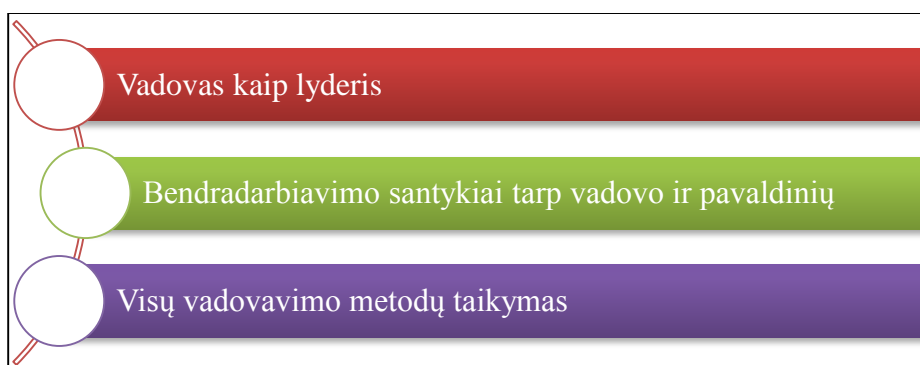 Vadovas kaip lyderis
Bendradarbiavimo santykiai tarp vadovo ir pavaldinių
Visų vadovavimo metodų taikymas